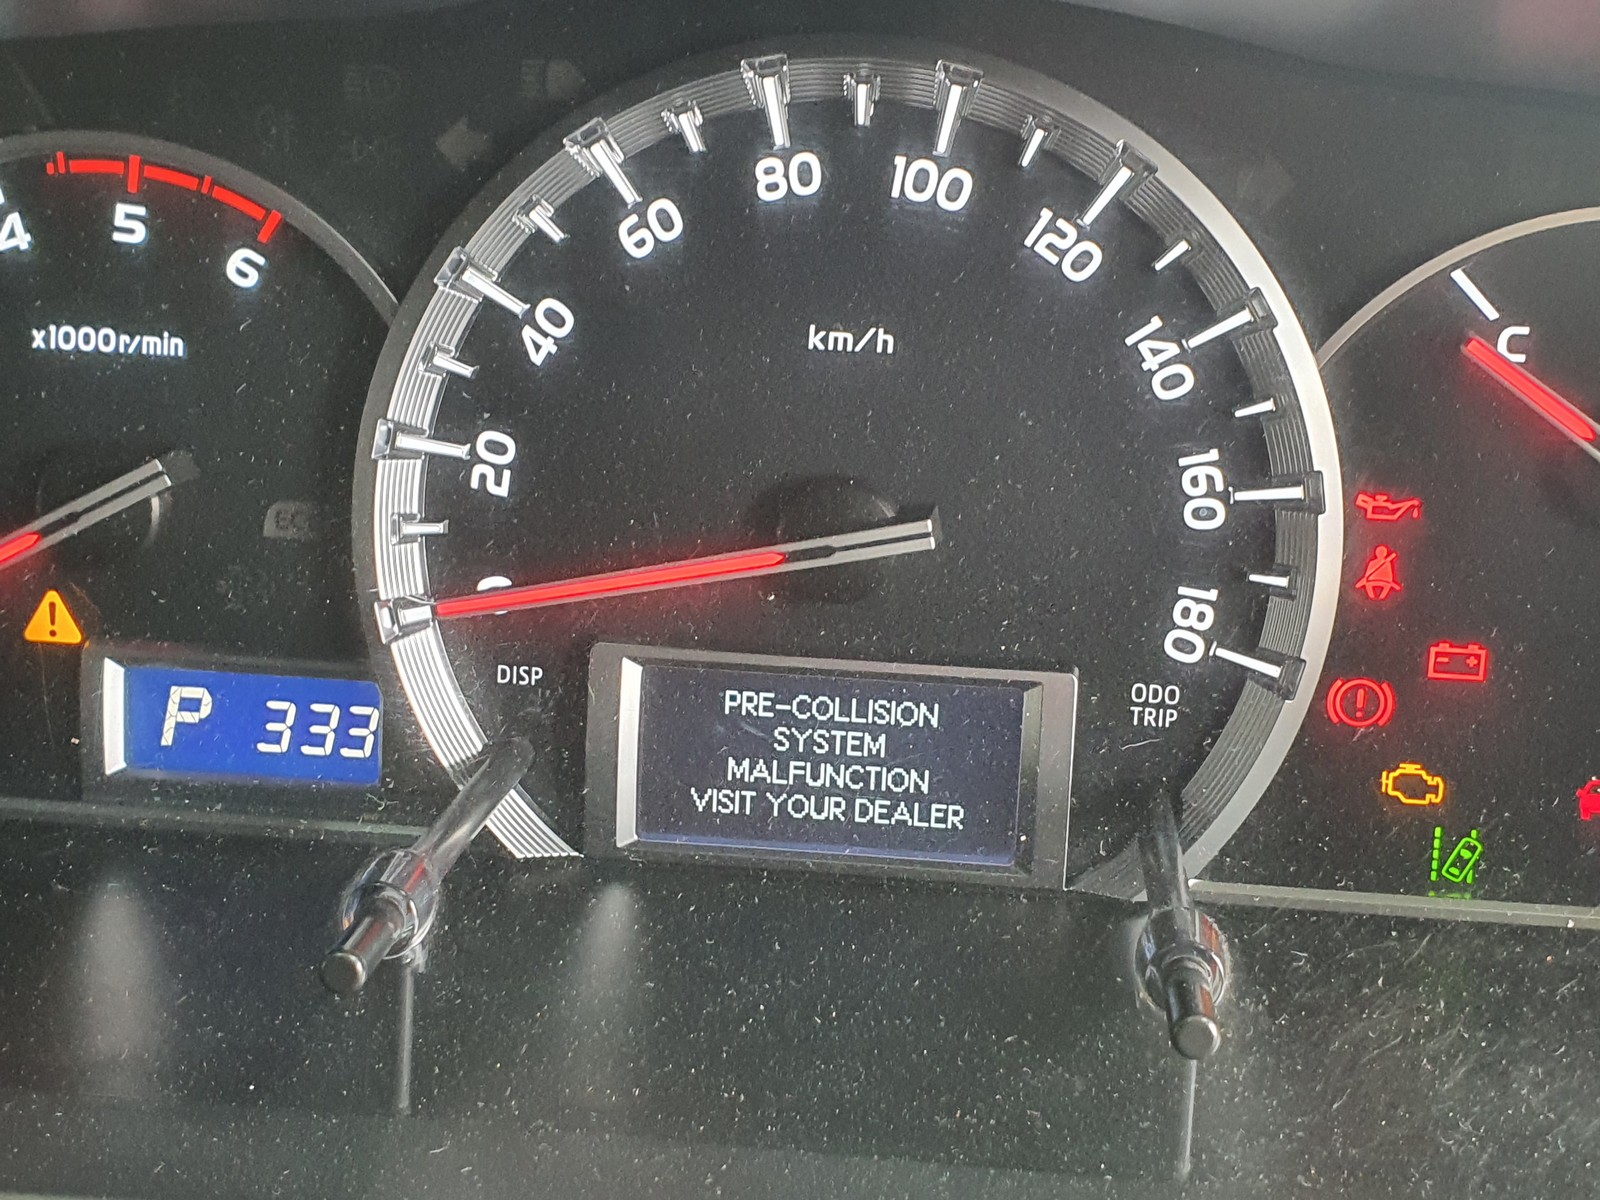 4
5
6
x1000r/min
0
20
40
60
80
100
120
140
160
180
km/h
C
P 333
DISP
PRE-COLLISION
SYSTEM
MALFUNCTION
VISIT YOUR DEALER
ODO
TRIP